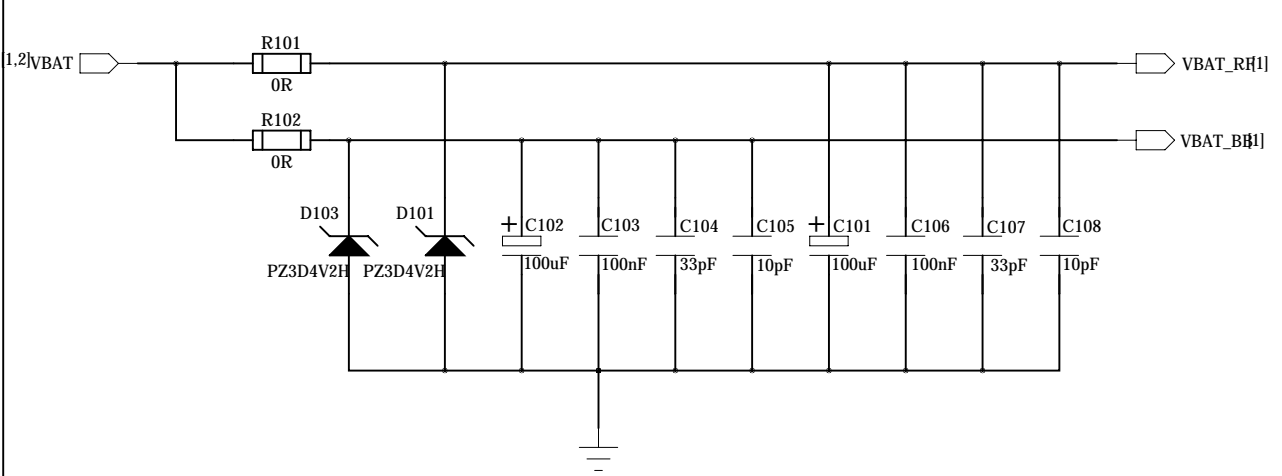 R101
[1,2]VBAT
VBAT_RF[1]
0R
R102
VBAT_BB[1]
0R
D103
D101
+
C102
C103
C104
C105
+
C101
C106
C107
C108
PZ3D4V2H
PZ3D4V2H
100uF
100nF
33pF
10pF
100uF
100nF
33pF
10pF